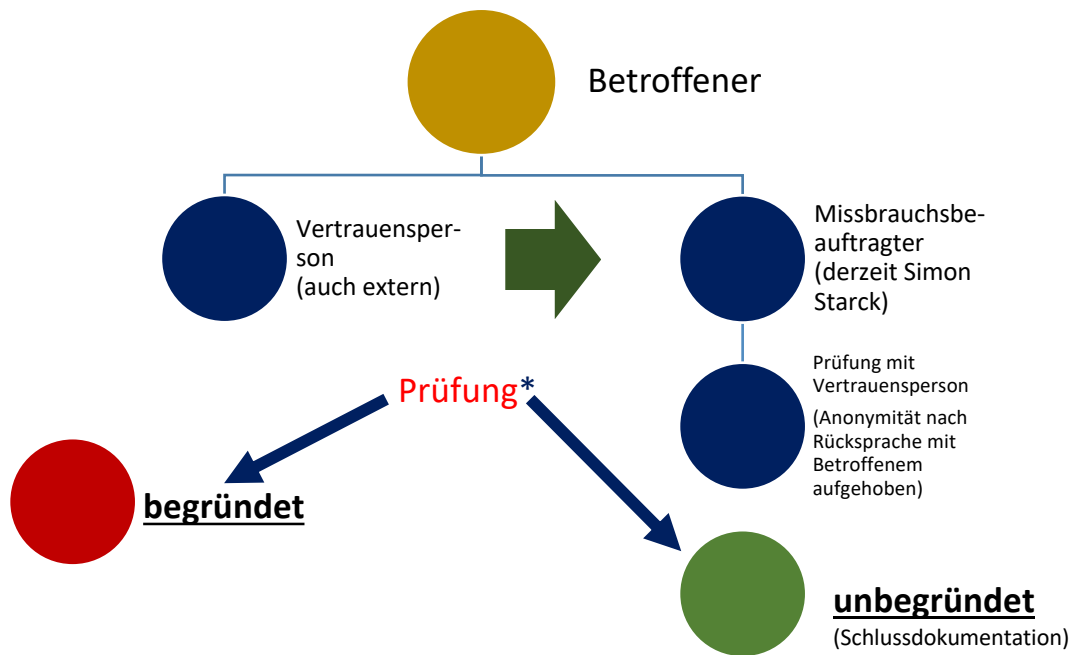 Betroffener
Vertrauensper-
son
(auch extern)
Missbrauchsbe-
auftragter
(derzeit Simon
Starck)
Prüfung mit
Vertrauensperson
(Anonymität nach
Rücksprache mit
Betroffenem
aufgehoben)
Prüfung*
begründet
unbegründet
(Schlussdokumentation)